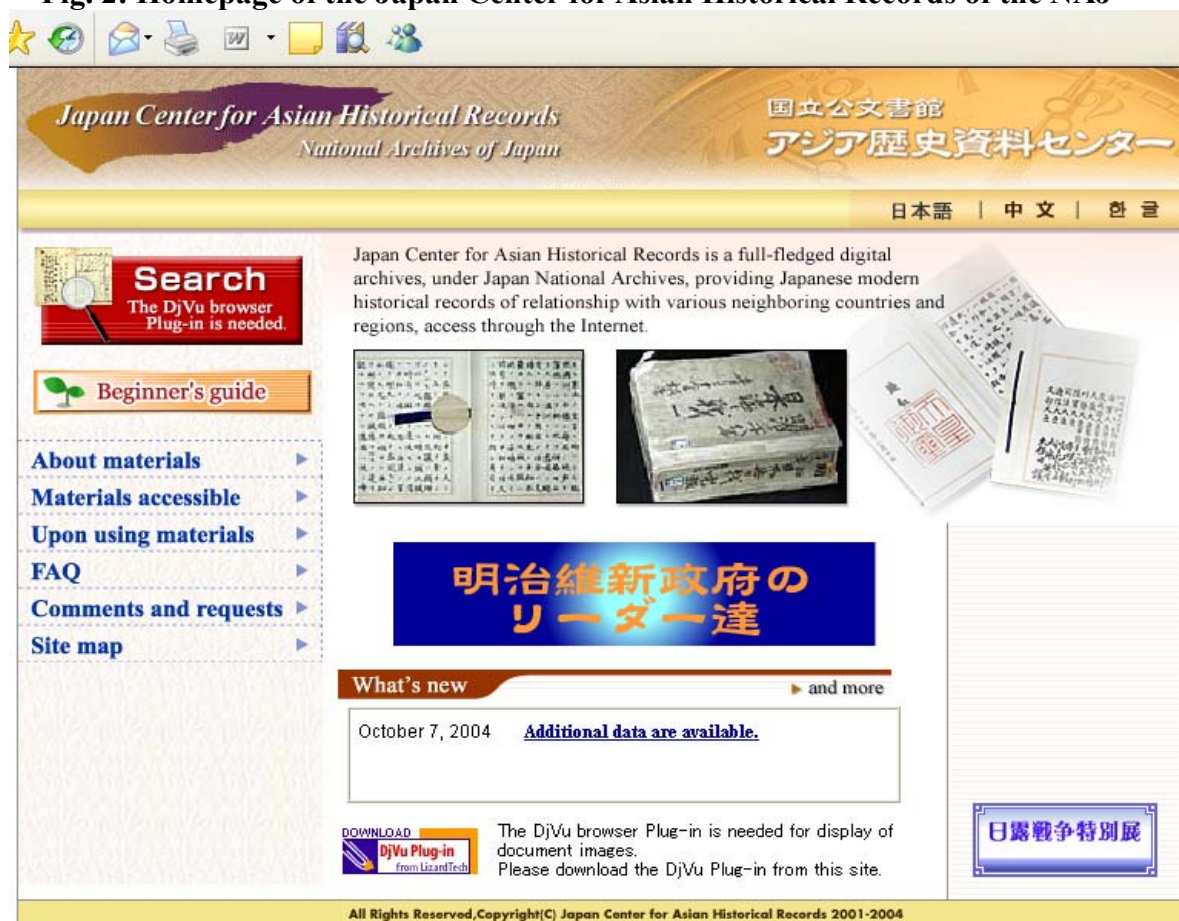 Fig. 2: Homepage of the Japan Center for Asian Historical Records of the NAJ
Japan Center for Asian Historical Records
National Archives of Japan
国立公文書館
アジア歴史資料センター
日本語 | 中文 | 한글
Search
The DjVu browser
Plug-in is needed.
Beginner's guide
About materials
Materials accessible
Upon using materials
FAQ
Comments and requests
Site map
Japan Center for Asian Historical Records is a full-fledged digital
archives, under Japan National Archives, providing Japanese modern
historical records of relationship with various neighboring countries and
regions, access through the Internet.
明治維新政府の
リーダー達
What's new
and more
October 7, 2004 Additional data are available.
DOWNLOAD
DjVu Plug-in
from LizardTech
The DjVu browser Plug-in is needed for display of
document images.
Please download the DjVu Plug-in from this site.
日露戦争特別展
All Rights Reserved,Copyright(C) Japan Center for Asian Historical Records 2001-2004